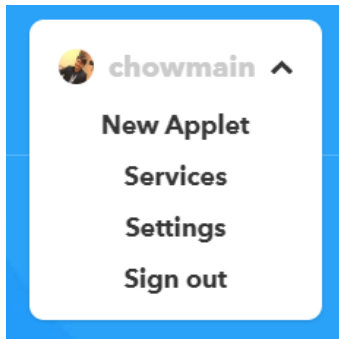 chowmain
New Applet
Services
Settings
Sign out